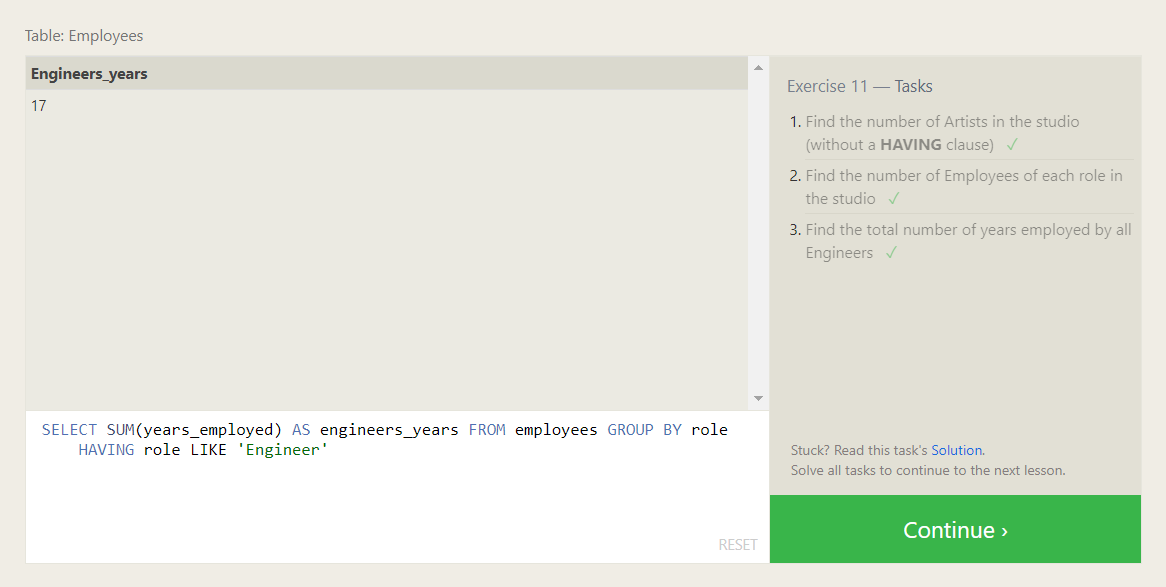 Table: Employees
Engineers_years
17
SELECT SUM(years_employed) AS engineers_years FROM employees GROUP BY role
HAVING role LIKE 'Engineer'
RESET
Exercise 11 — Tasks
1. Find the number of Artists in the studio
(without a HAVING clause) ✓
2. Find the number of Employees of each role in
the studio ✓
3. Find the total number of years employed by all
Engineers ✓
Stuck? Read this task's Solution.
Solve all tasks to continue to the next lesson.
Continue ›